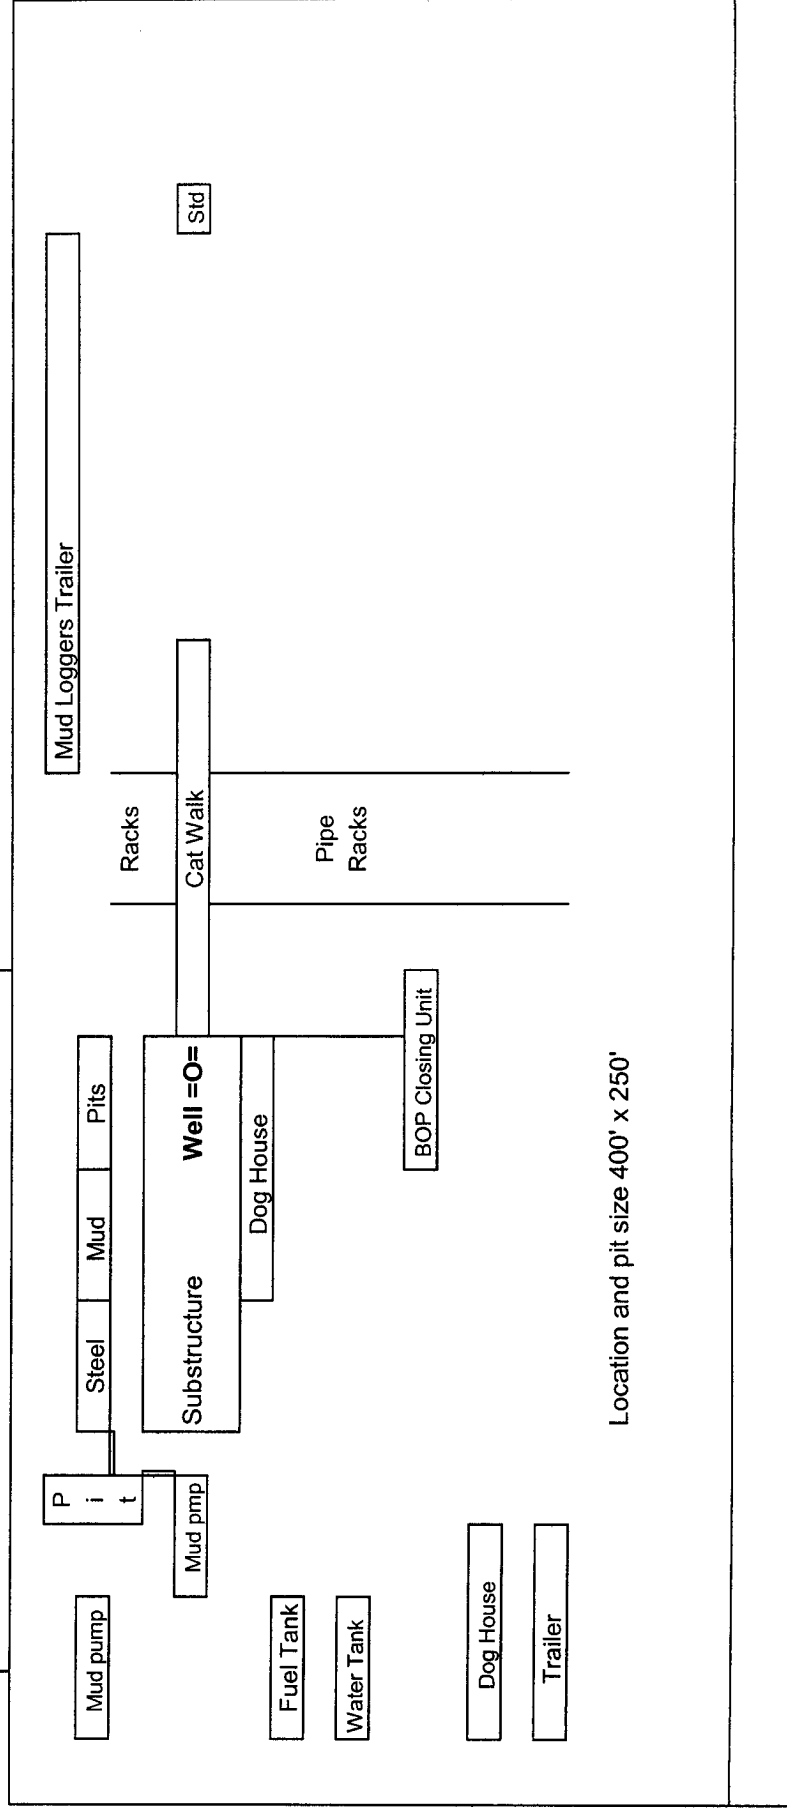 Mud Loggers Trailer
Std
Racks
Cat Walk
Pipe
Racks
Steel
Mud
Pits
P
i
t
Mud pump
Mud pmp
Substructure
Well =O=
Dog House
BOP Closing Unit
Fuel Tank
Water Tank
Dog House
Trailer
Location and pit size 400' x 250'